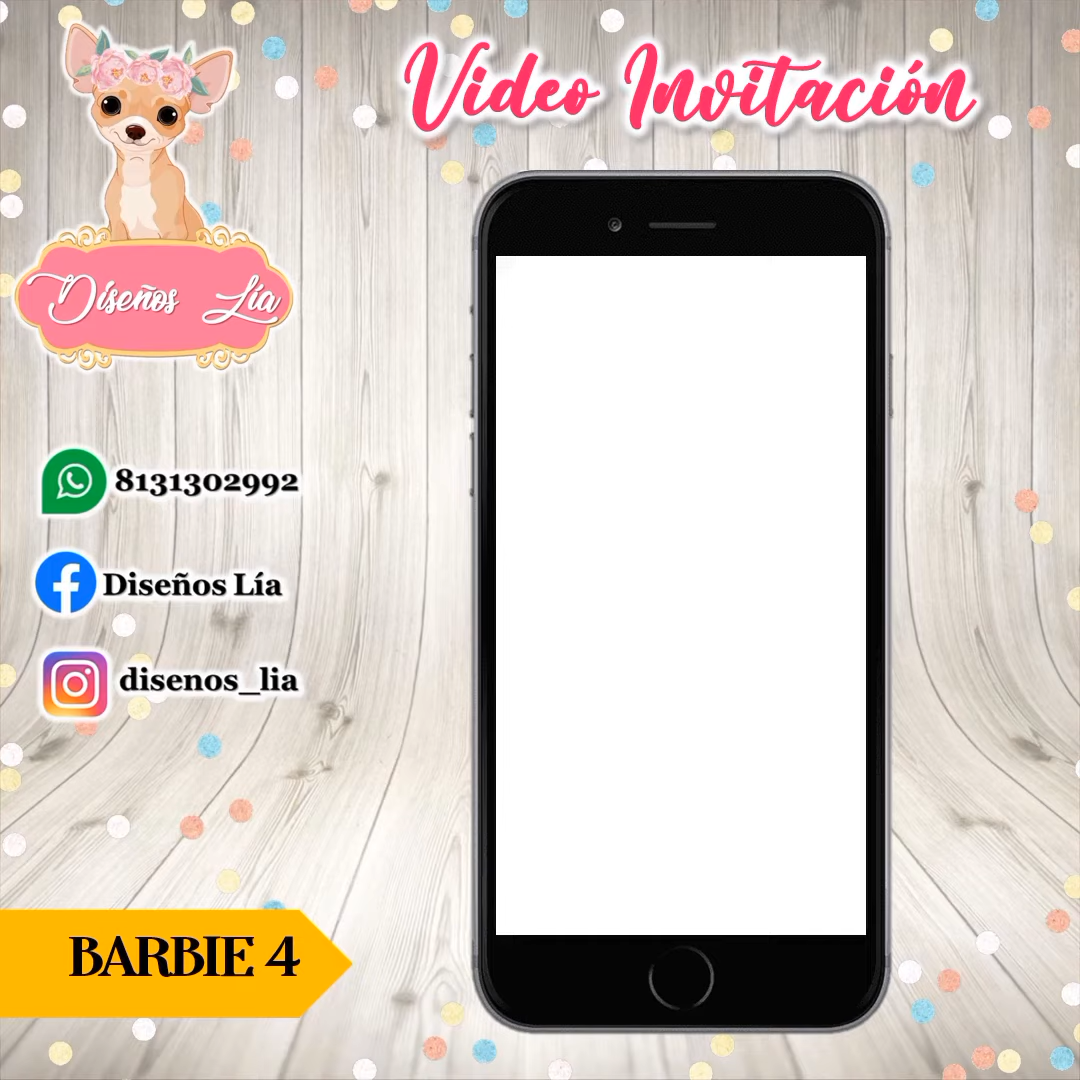 Video Invitación
Diseños Lía
8131302992
Diseños Lía
disenos_lia
BARBIE 4